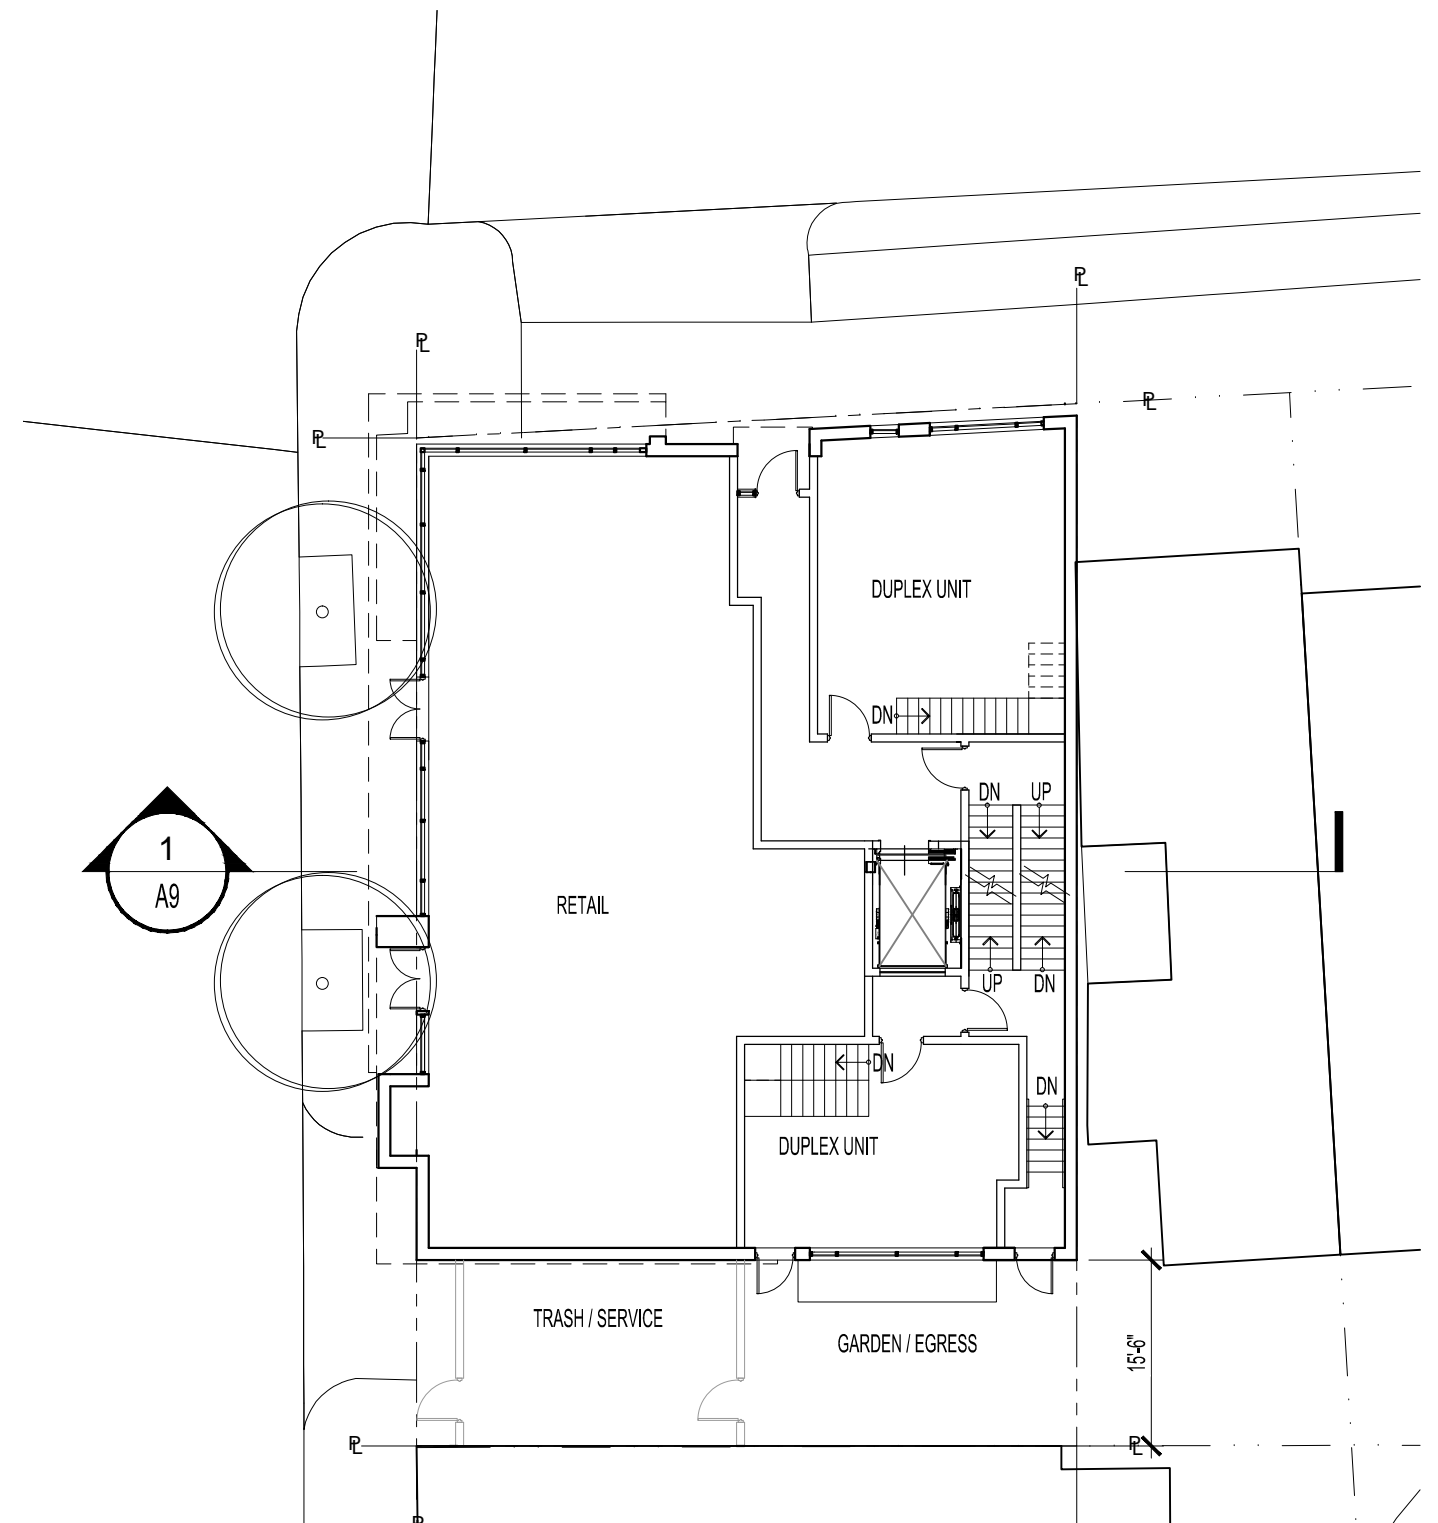 PL
PL
PL
PL
DUPLEX UNIT
DN
DN
UP
1
A9
RETAIL
UP
DN
DN
DN
DUPLEX UNIT
TRASH / SERVICE
GARDEN / EGRESS
15'-6"
PL
PL